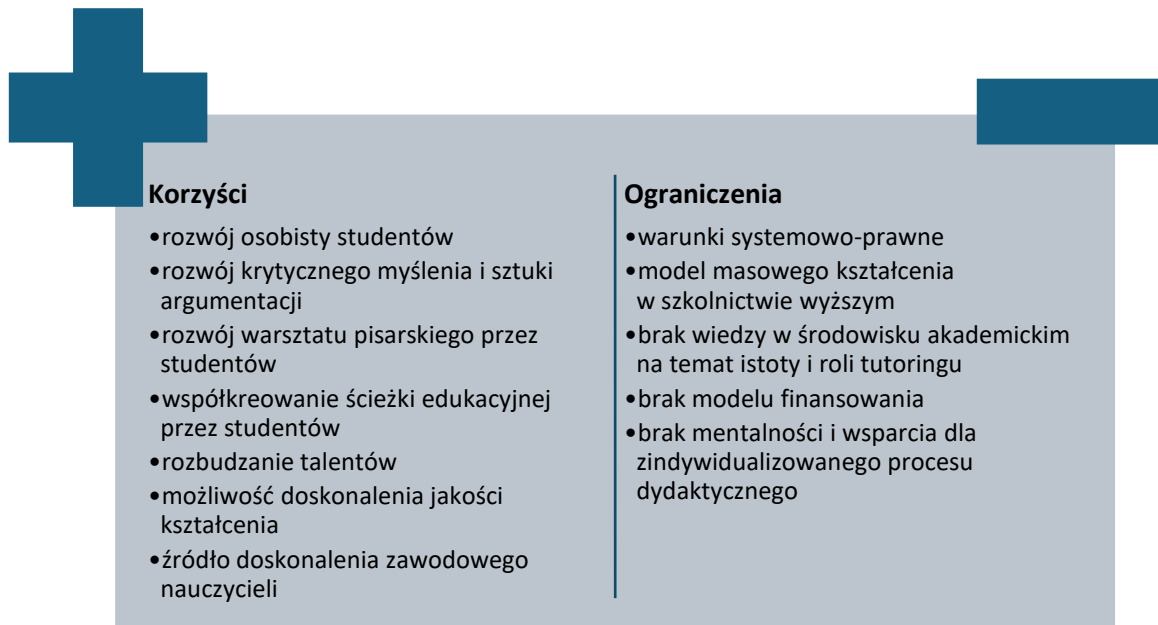 Korzyści
•rozwój osobisty studentów
•rozwój krytycznego myślenia i sztuki
argumentacji
•rozwój warsztatu pisarskiego przez
studentów
•współkreowanie ścieżki edukacyjnej
przez studentów
•rozbudzanie talentów
•możliwość doskonalenia jakości
kształcenia
•źródło doskonalenia zawodowego
nauczycieli
Ograniczenia
•warunki systemowo-prawne
•model masowego kształcenia
w szkolnictwie wyższym
•brak wiedzy w środowisku akademickim
na temat istoty i roli tutoringu
•brak modelu finansowania
•brak mentalności i wsparcia dla
zindywidualizowanego procesu
dydaktycznego